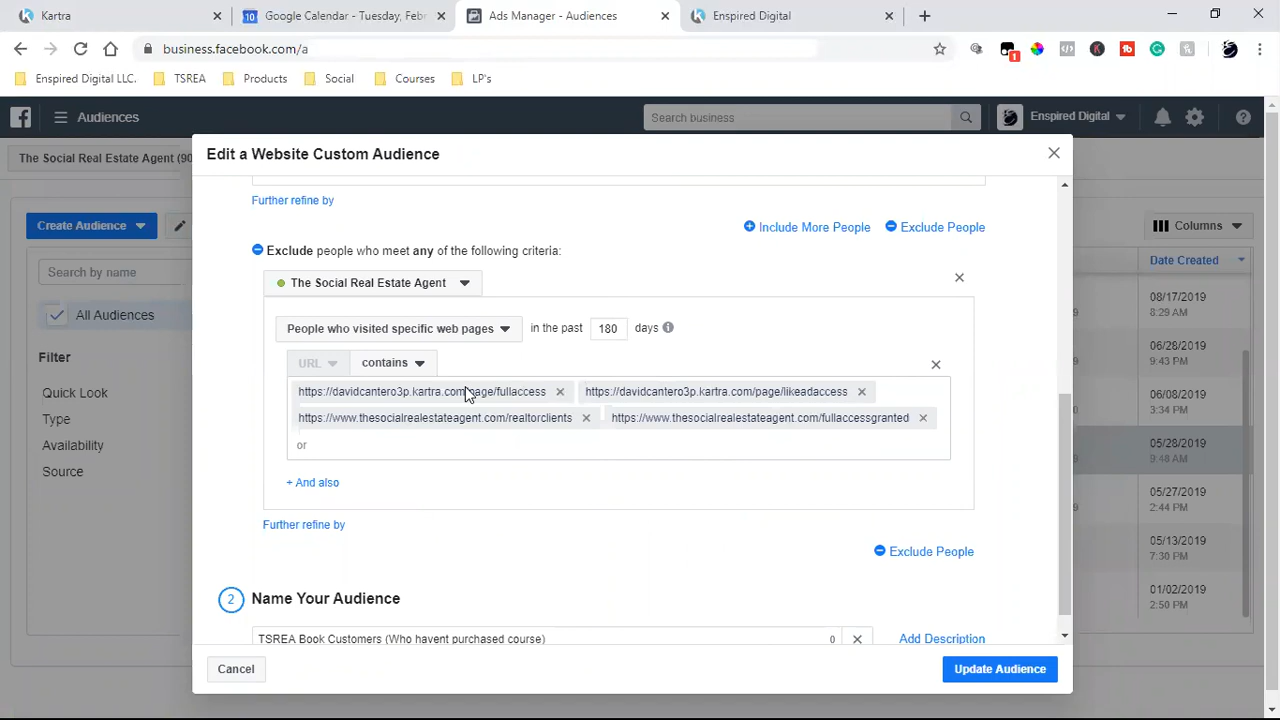 Kartra
Google Calendar - Tuesday, Feb
Ads Manager - Audiences
Enspired Digital
business.facebook.com/a
1
Enspired Digital LLC.
TSREA
Products
Social
Courses
LP's
Audiences
Search business
Enspired Digital
The Social Real Estate Agent (90
Create Audience
Search by name
All Audiences
Filter
Quick Look
Type
Availability
Source
Edit a Website Custom Audience
Further refine by
Include More People
Exclude People
Exclude people who meet any of the following criteria:
The Social Real Estate Agent
People who visited specific web pages
in the past
180
days
URL
contains
https://davidcantero3p.kartra.com/page/fullaccess
https://davidcantero3p.kartra.com/page/likeadaccess
https://www.thesocialrealestateagent.com/realtorclients
https://www.thesocialrealestateagent.com/fullaccessgranted
or
+ And also
Further refine by
Exclude People
2
Name Your Audience
TSREA Book Customers (Who havent purchased course)
0
Add Description
Cancel
Update Audience
Columns
Date Created
08/17/2019
8:29 AM
06/28/2019
9:43 PM
06/08/2019
3:34 PM
05/28/2019
9:48 AM
05/27/2019
2:44 PM
05/13/2019
7:30 PM
01/02/2019
2:50 PM